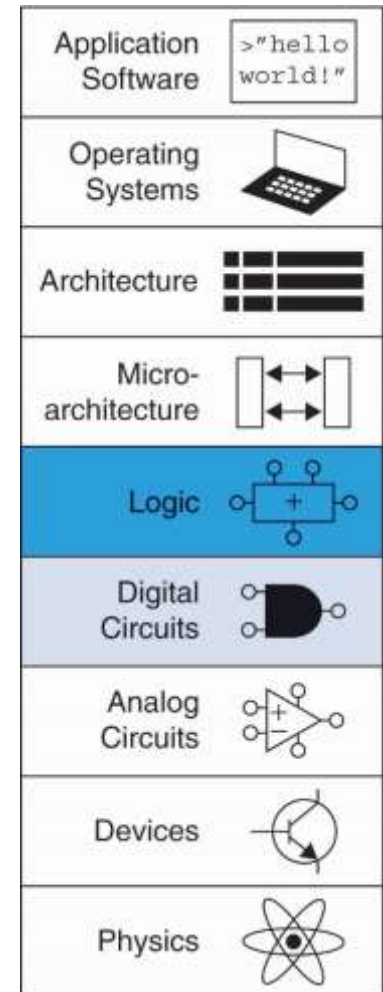 Application
Software
>"hello
world!"
Operating
Systems
Architecture
Micro-
architecture
Logic
+
Digital
Circuits
Analog
Circuits
+
−
Devices
Physics